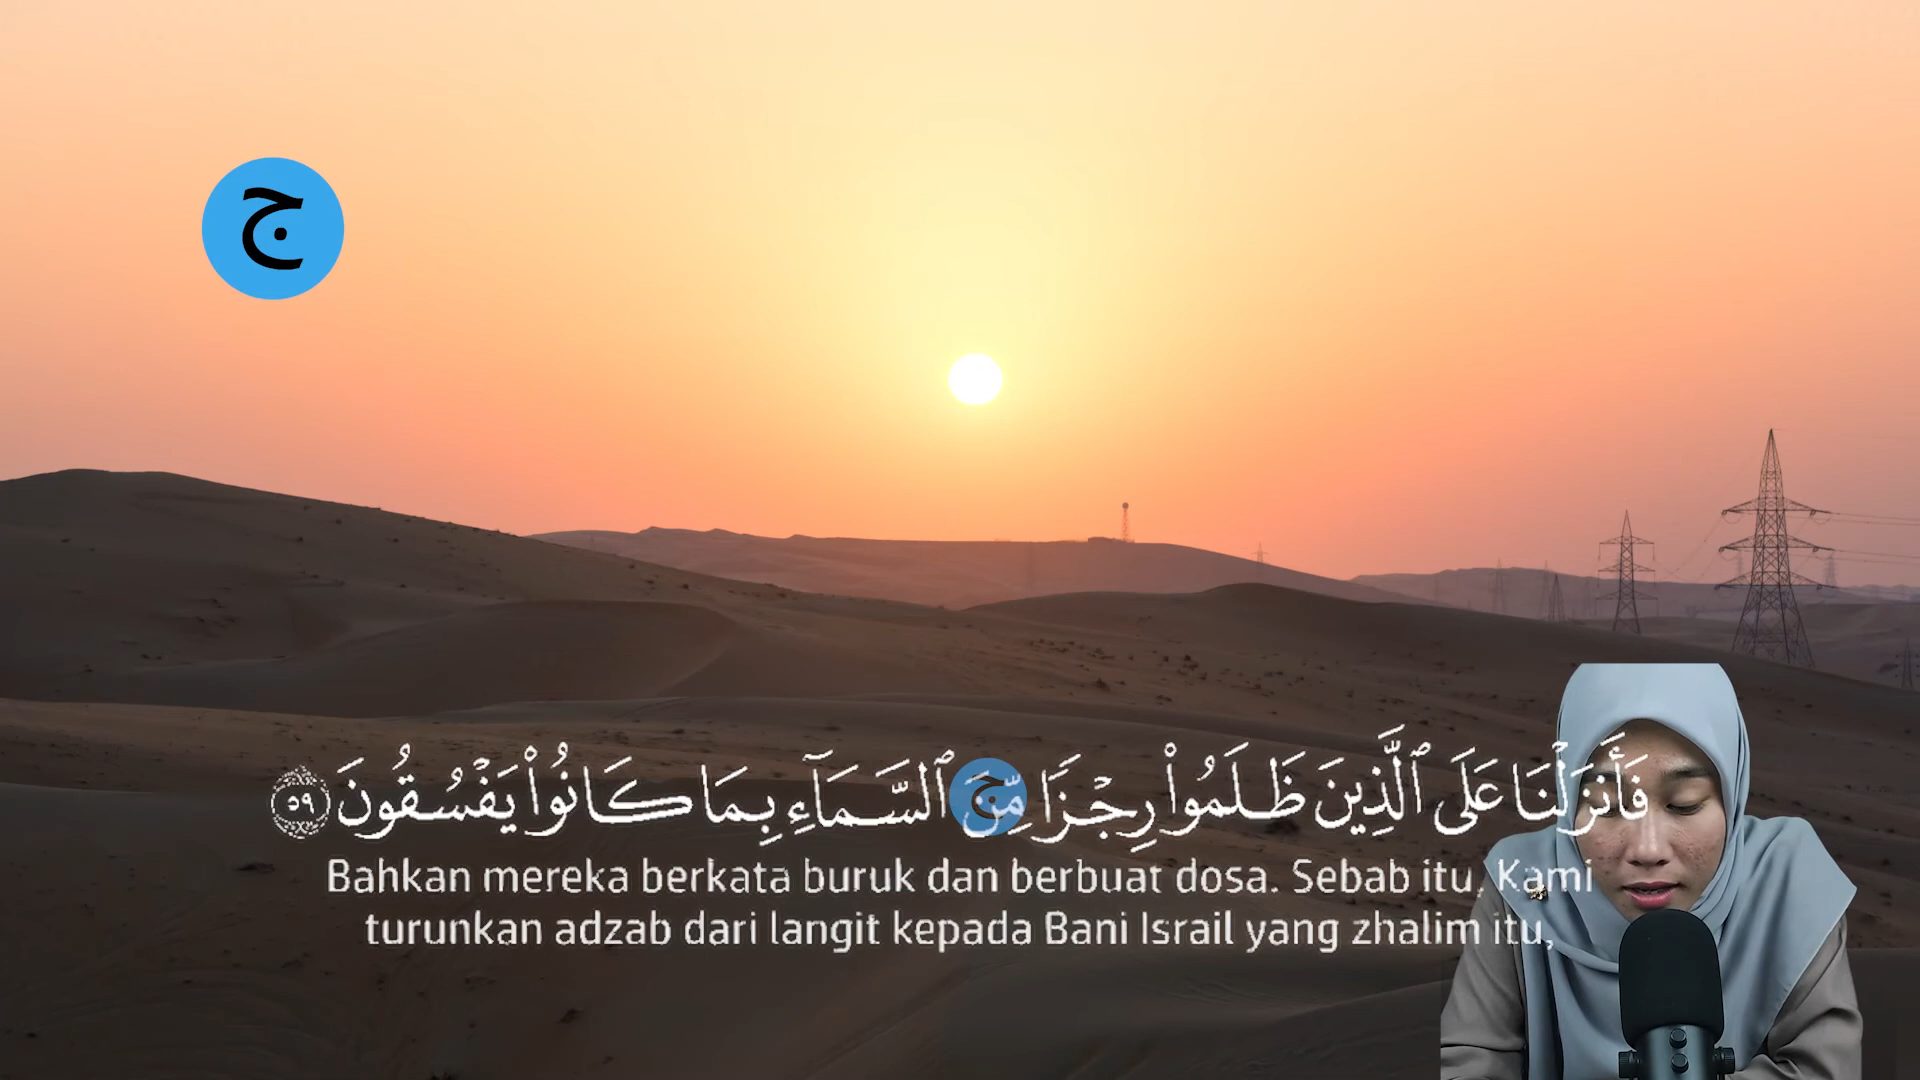 ج
فَأَنزَلْنَا عَلَى ٱلَّذِينَ ظَلَمُوا۟ رِجْزًا مِّنَ ٱلسَّمَآءِ بِمَا كَانُوا۟ يَفْسُقُونَ ٥٩
ج
Bahkan mereka berkata buruk dan berbuat dosa. Sebab itu, Kami
turunkan adzab dari langit kepada Bani Israil yang zhalim itu,